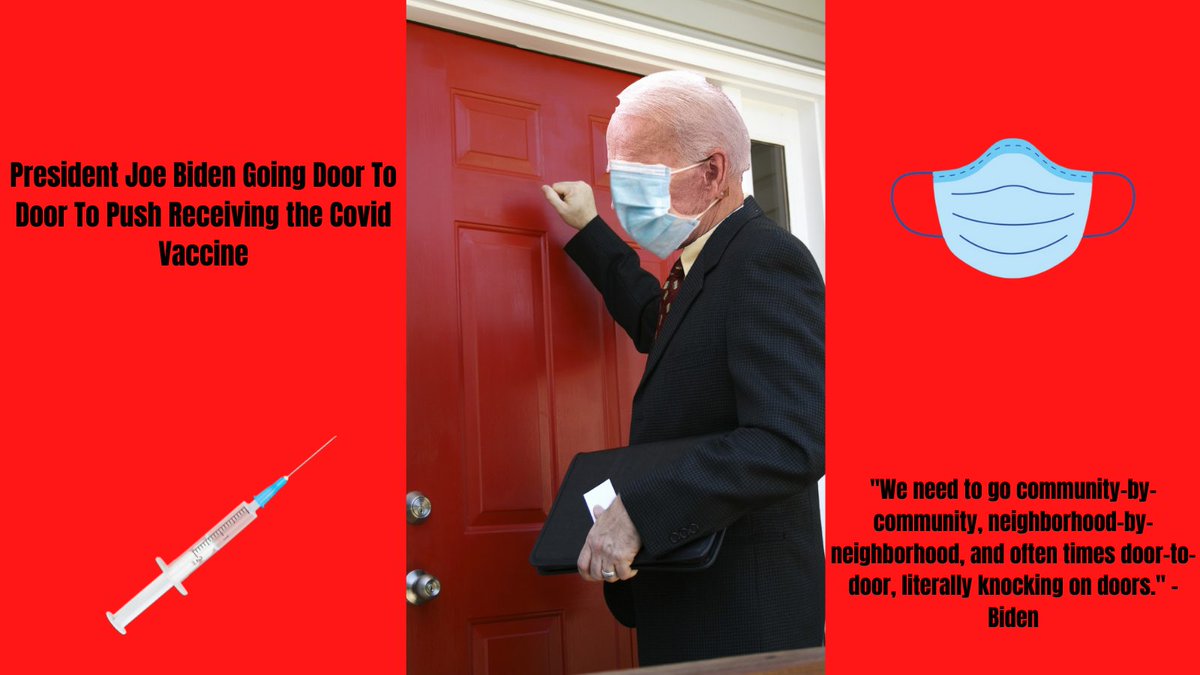 President Joe Biden Going Door To
Door To Push Receiving the Covid
Vaccine
"We need to go community-by-
community, neighborhood-by-
neighborhood, and often times door-to-
door, literally knocking on doors." -
Biden